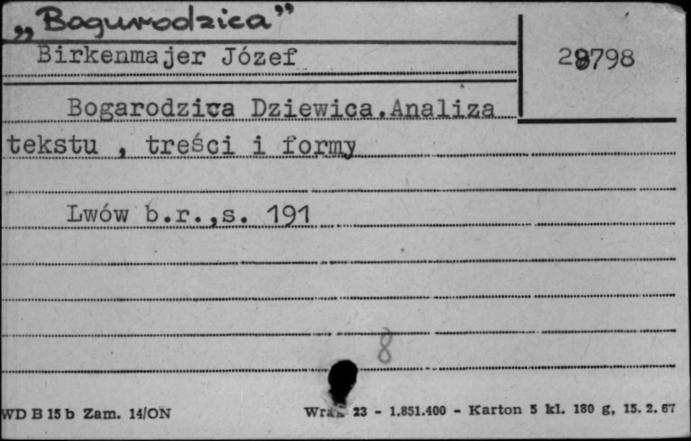 „Bogurodzica”
Birkenmajer Józef
28798
Bogarodzica Dziewica.Analiza
tekstu , treści i formy
Lwów b.r.,s. 191
8
WD B 15 b Zam. 14/ON
23 - 1.851.400 - Karton 5 kl. 180 g, 15. 2. 67